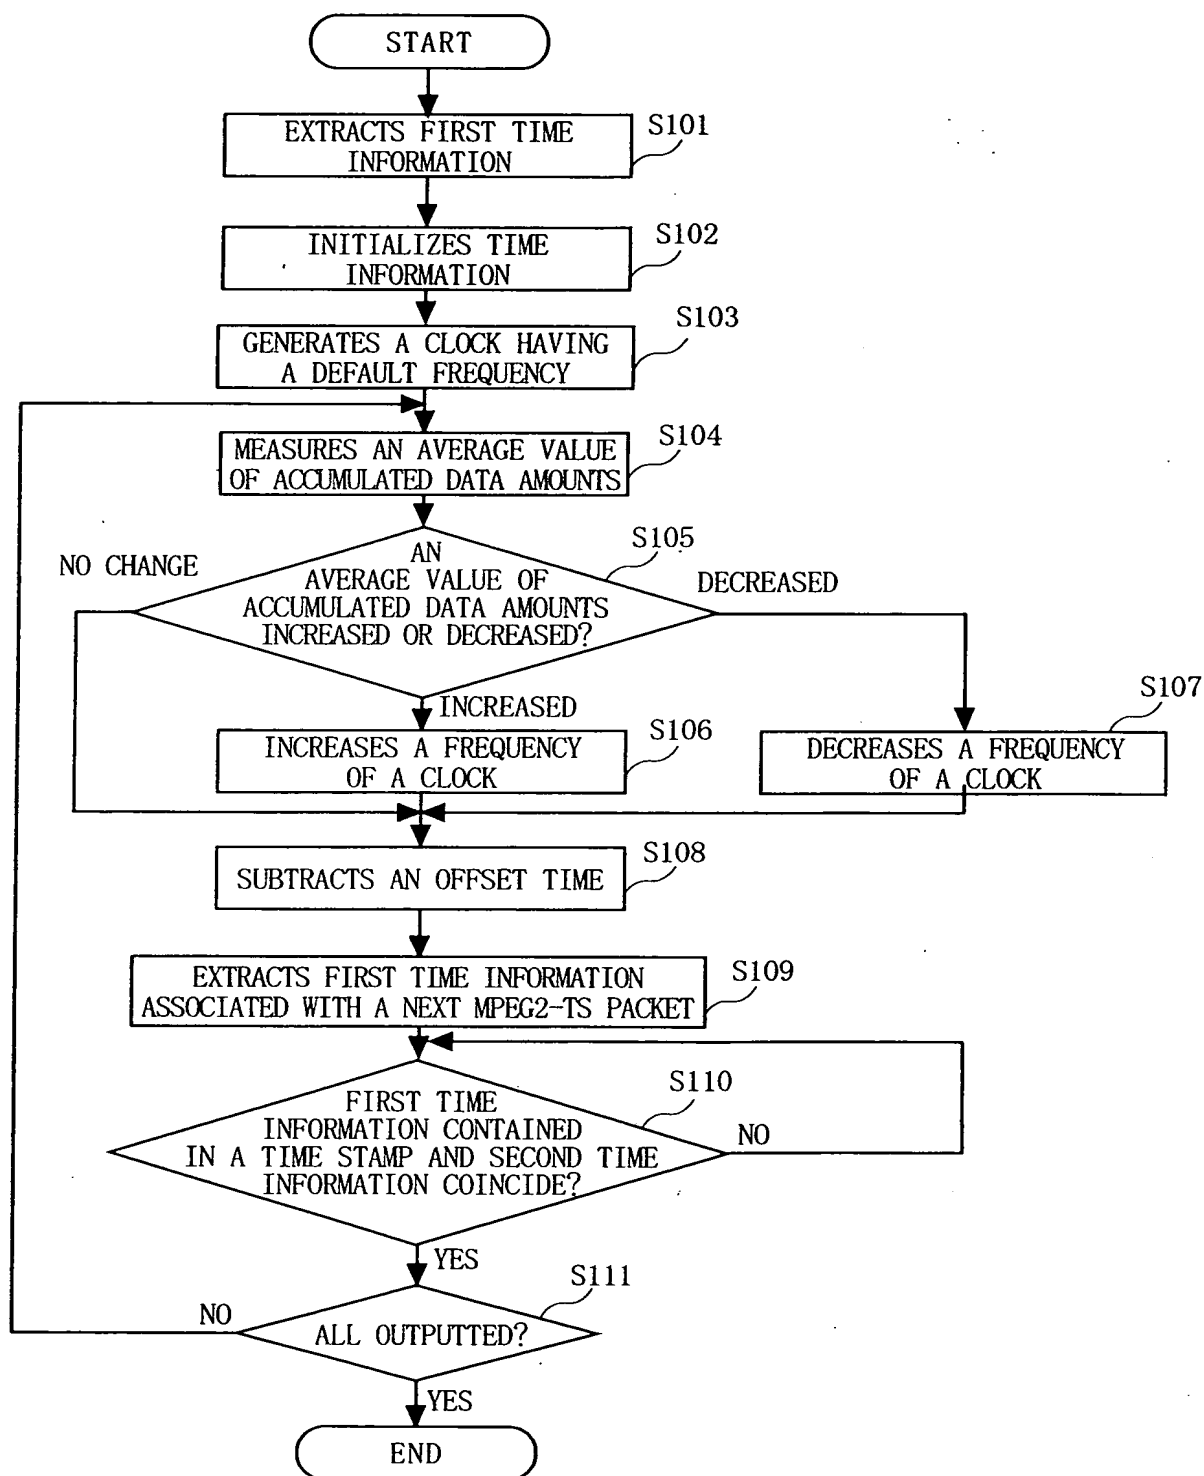 START
S101
EXTRACTS FIRST TIME
INFORMATION
S102
INITIALIZES TIME
INFORMATION
S103
GENERATES A CLOCK HAVING
A DEFAULT FREQUENCY
S104
MEASURES AN AVERAGE VALUE
OF ACCUMULATED DATA AMOUNTS
S105
NO CHANGE
AN
AVERAGE VALUE OF
ACCUMULATED DATA AMOUNTS
INCREASED OR DECREASED?
DECREASED
INCREASED
S106
INCREASES A FREQUENCY
OF A CLOCK
S107
DECREASES A FREQUENCY
OF A CLOCK
S108
SUBTRACTS AN OFFSET TIME
S109
EXTRACTS FIRST TIME INFORMATION
ASSOCIATED WITH A NEXT MPEG2-TS PACKET
S110
FIRST TIME
INFORMATION CONTAINED
IN A TIME STAMP AND SECOND TIME
INFORMATION COINCIDE?
NO
YES
S111
NO
ALL OUTPUTTED?
YES
END